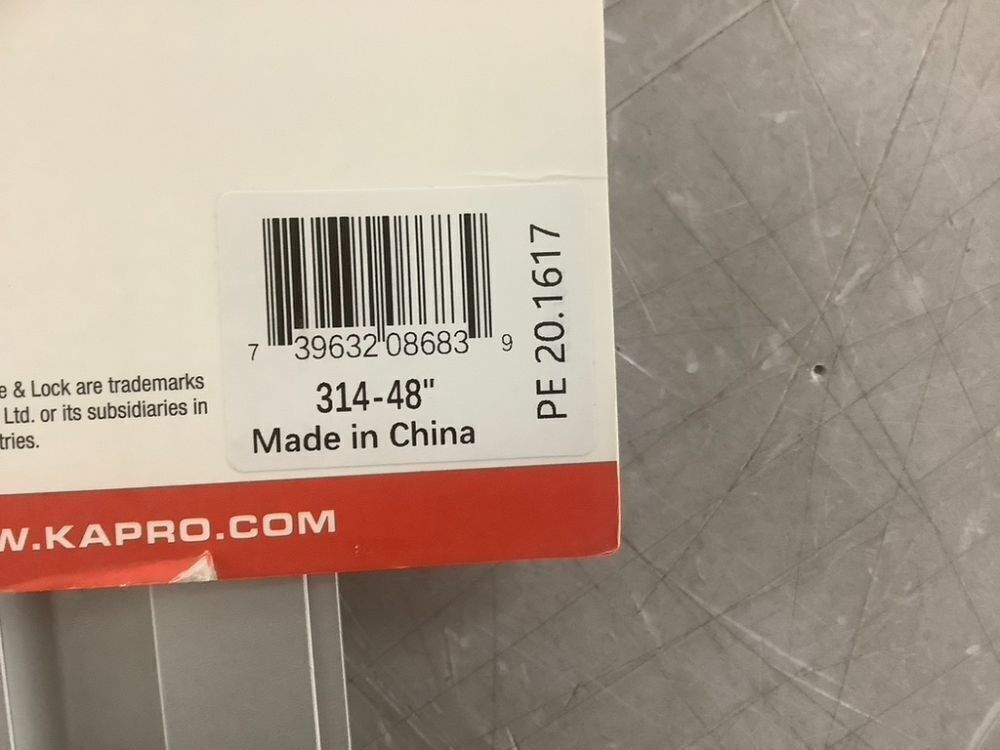 e & Lock are trademarks
Ltd. or its subsidiaries in
tries.
7 39632 08683 9
314-48"
Made in China
PE 20.1617
W.KAPRO.COM